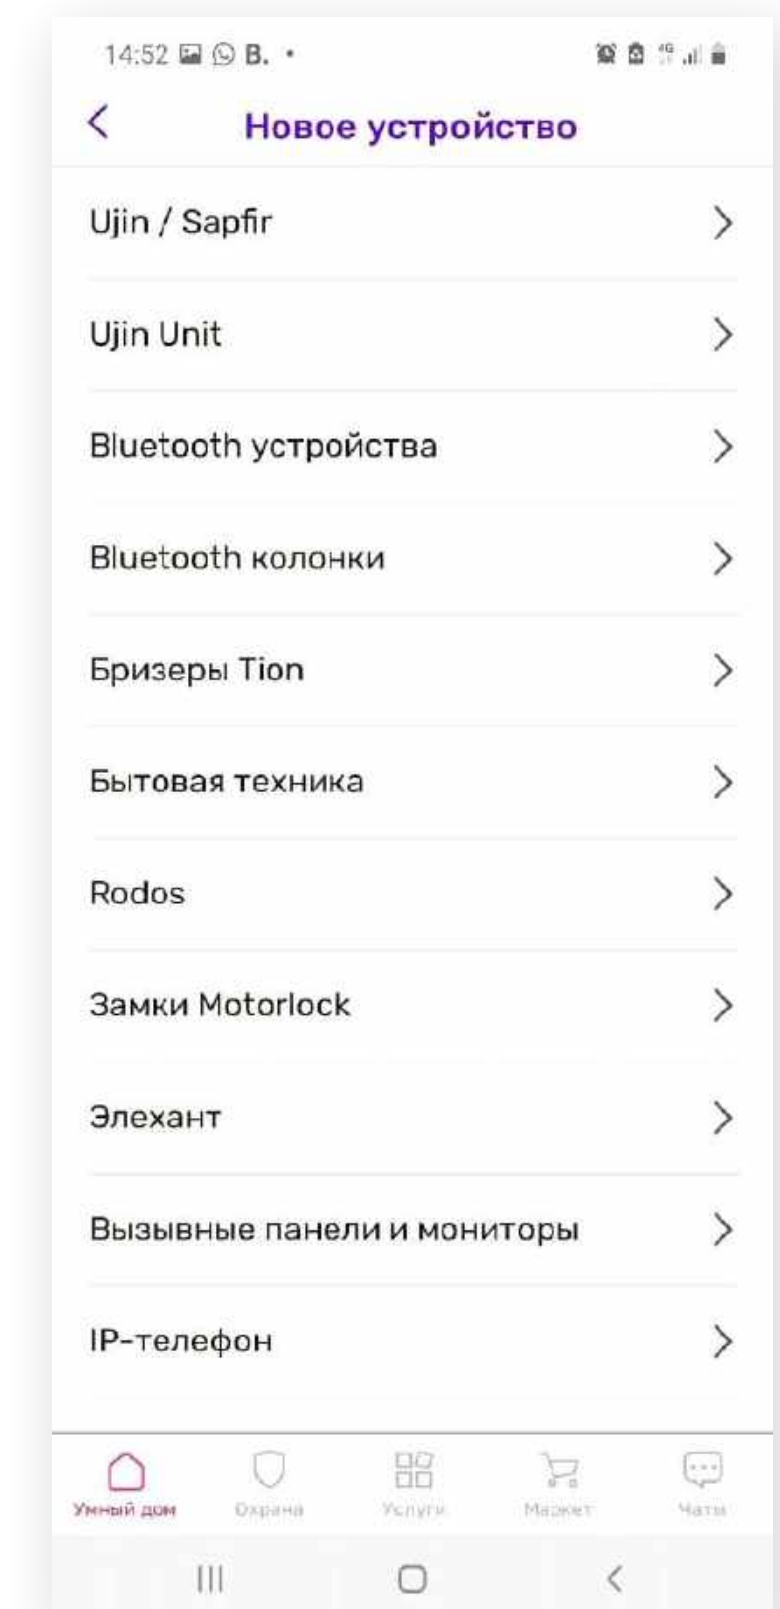 14:52 B. •
4G
Новое устройство
Ujin / Sapfir
Ujin Unit
Bluetooth устройства
Bluetooth колонки
Бризеры Tion
Бытовая техника
Rodos
Замки Motorlock
Элехант
Вызывные панели и мониторы
IP-телефон
Умный дом Охрана Услуги Маркет Чаты